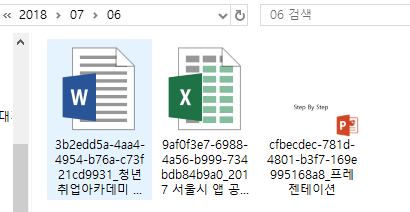 « 2018 > 07 > 06
06 검색
3b2edd5a-4aa4-
4954-b76a-c73f
21cd9931_청년
취업아카데미 ...
9af0f3e7-6988-
4a56-b999-734
bdb84b9a0_201
7 서울시 앱 공...
Step By Step
cfbecdec-781d-
4801-b3f7-169e
995168a8_프레
젠테이션